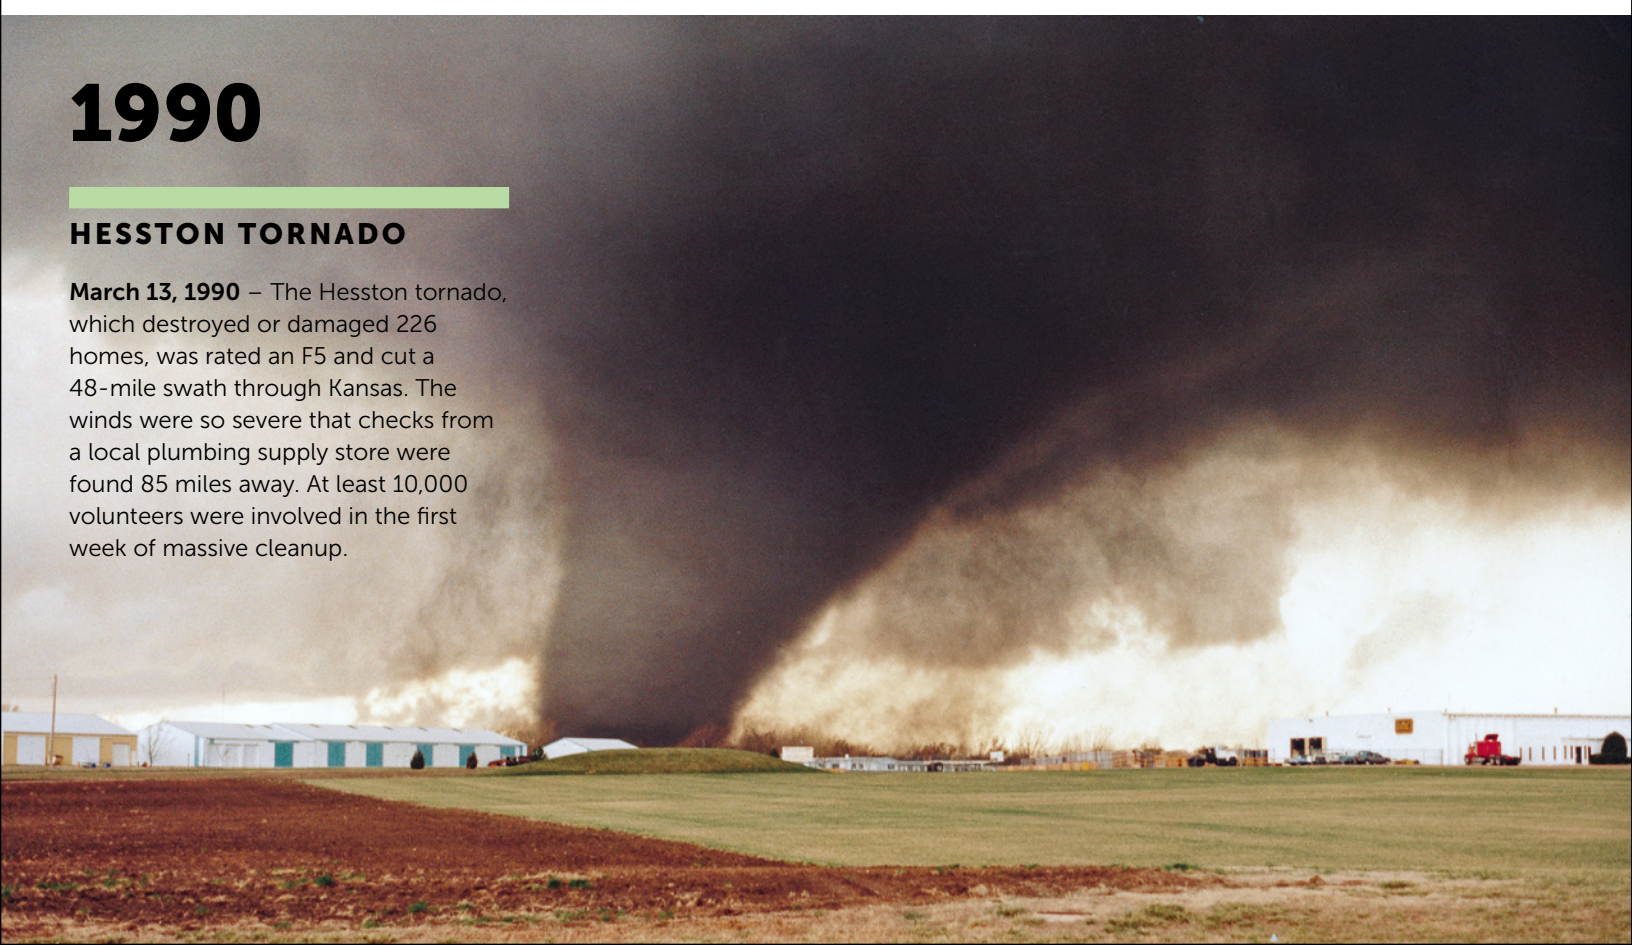 1990
HESSTON TORNADO
March 13, 1990 – The Hesston tornado,
which destroyed or damaged 226
homes, was rated an F5 and cut a
48-mile swath through Kansas. The
winds were so severe that checks from
a local plumbing supply store were
found 85 miles away. At least 10,000
volunteers were involved in the first
week of massive cleanup.